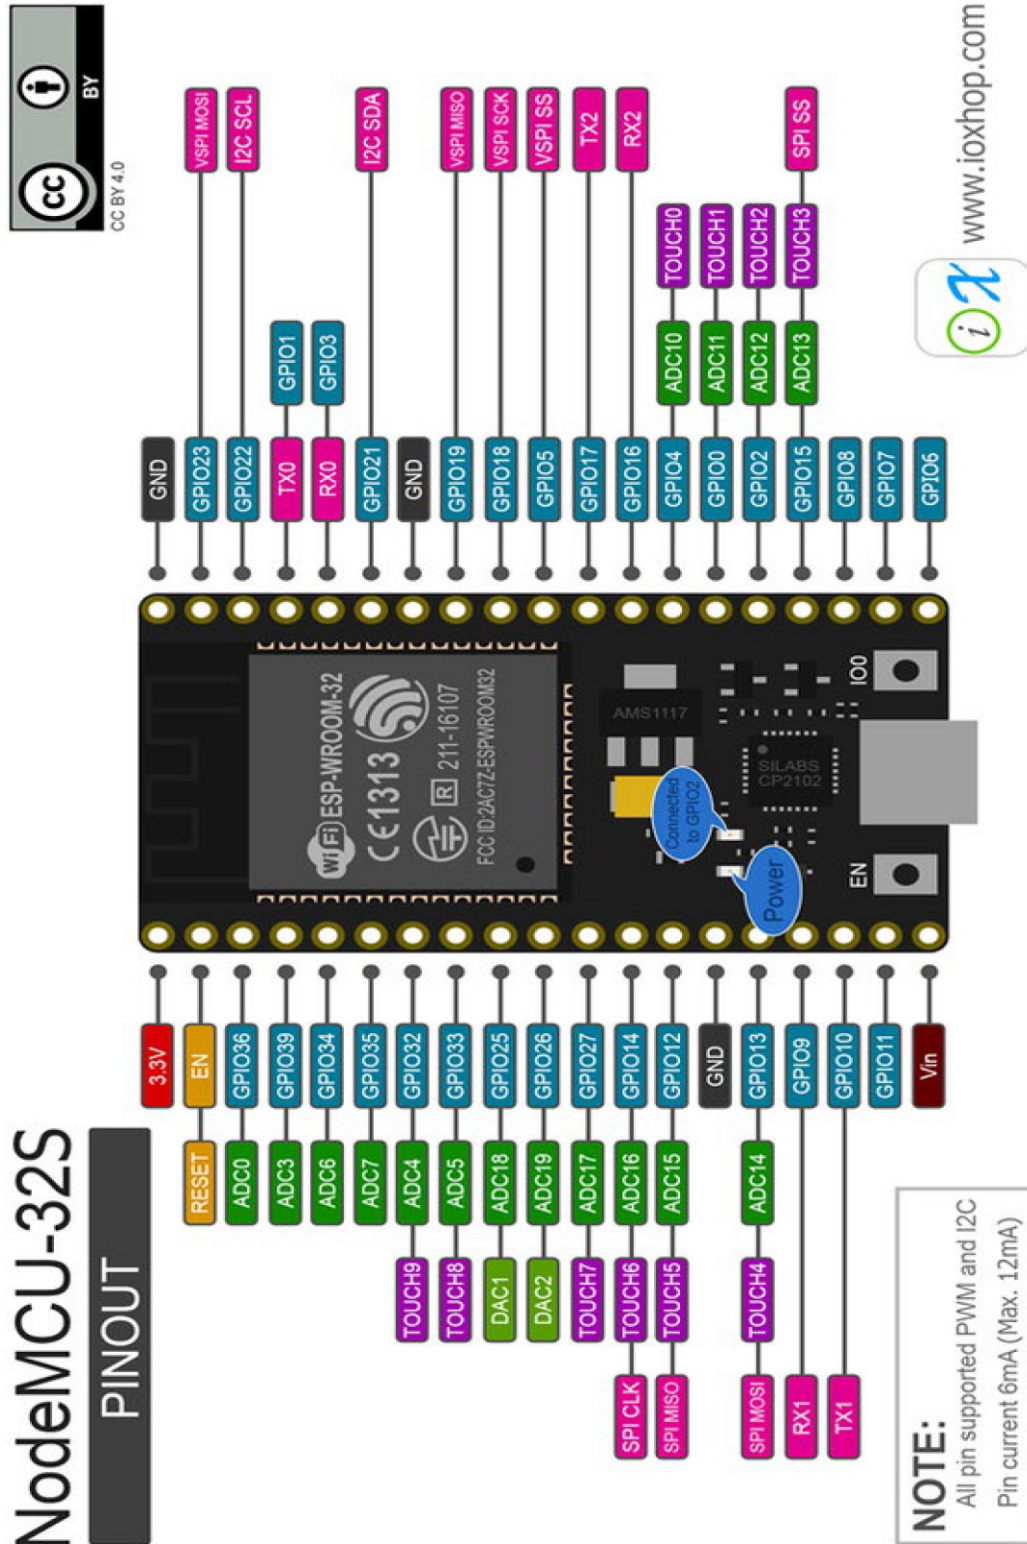 NodeMCU-32S
PINOUT
CC BY
CC BY 4.0
3.3V GND
RESET EN GPIO23 VSPI MOSI
ADC0 GPIO36 GPIO22 I2C SCL
ADC3 GPIO39 TX0 GPIO1
ADC6 GPIO34 RX0 GPIO3
ADC7 GPIO35 GPIO21 I2C SDA
TOUCH9 ADC4 GPIO32 GND
TOUCH8 ADC5 GPIO33 GPIO19 VSPI MISO
DAC1 ADC18 GPIO25 GPIO18 VSPI SCK
DAC2 ADC19 GPIO26 GPIO5 VSPI SS
TOUCH7 ADC17 GPIO27 GPIO17 TX2
SPI CLK TOUCH6 ADC16 GPIO14 GPIO16 RX2
SPI MISO TOUCH5 ADC15 GPIO12 GPIO4 ADC10 TOUCH0
GND GPIO0 ADC11 TOUCH1
SPI MOSI TOUCH4 ADC14 GPIO13 GPIO2 ADC12 TOUCH2
RX1 GPIO9 GPIO15 ADC13 TOUCH3 SPI SS
TX1 GPIO10 GPIO8
GPIO11 GPIO7
Vin GPIO6
WiFi ESP-WROOM-32
CE1313
R 211-16107
FCC ID:2AC7Z-ESPWROOM32
AMS1117
Connected
to GPIO2
Power
SILABS
CP2102
EN IO0
NOTE:
All pin supported PWM and I2C
Pin current 6mA (Max. 12mA)
iX www.ioxhop.com